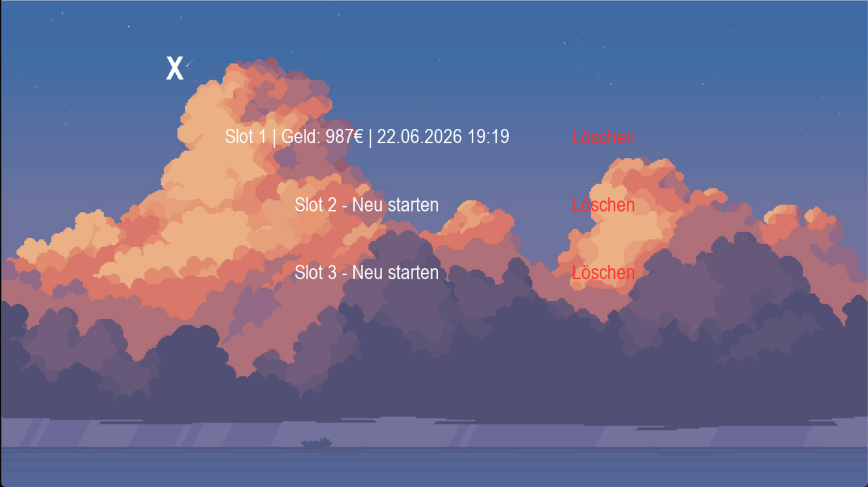 X
Slot 1 | Geld: 987€ | 22.06.2026 19:19 Löschen
Slot 2 - Neu starten Löschen
Slot 3 - Neu starten Löschen